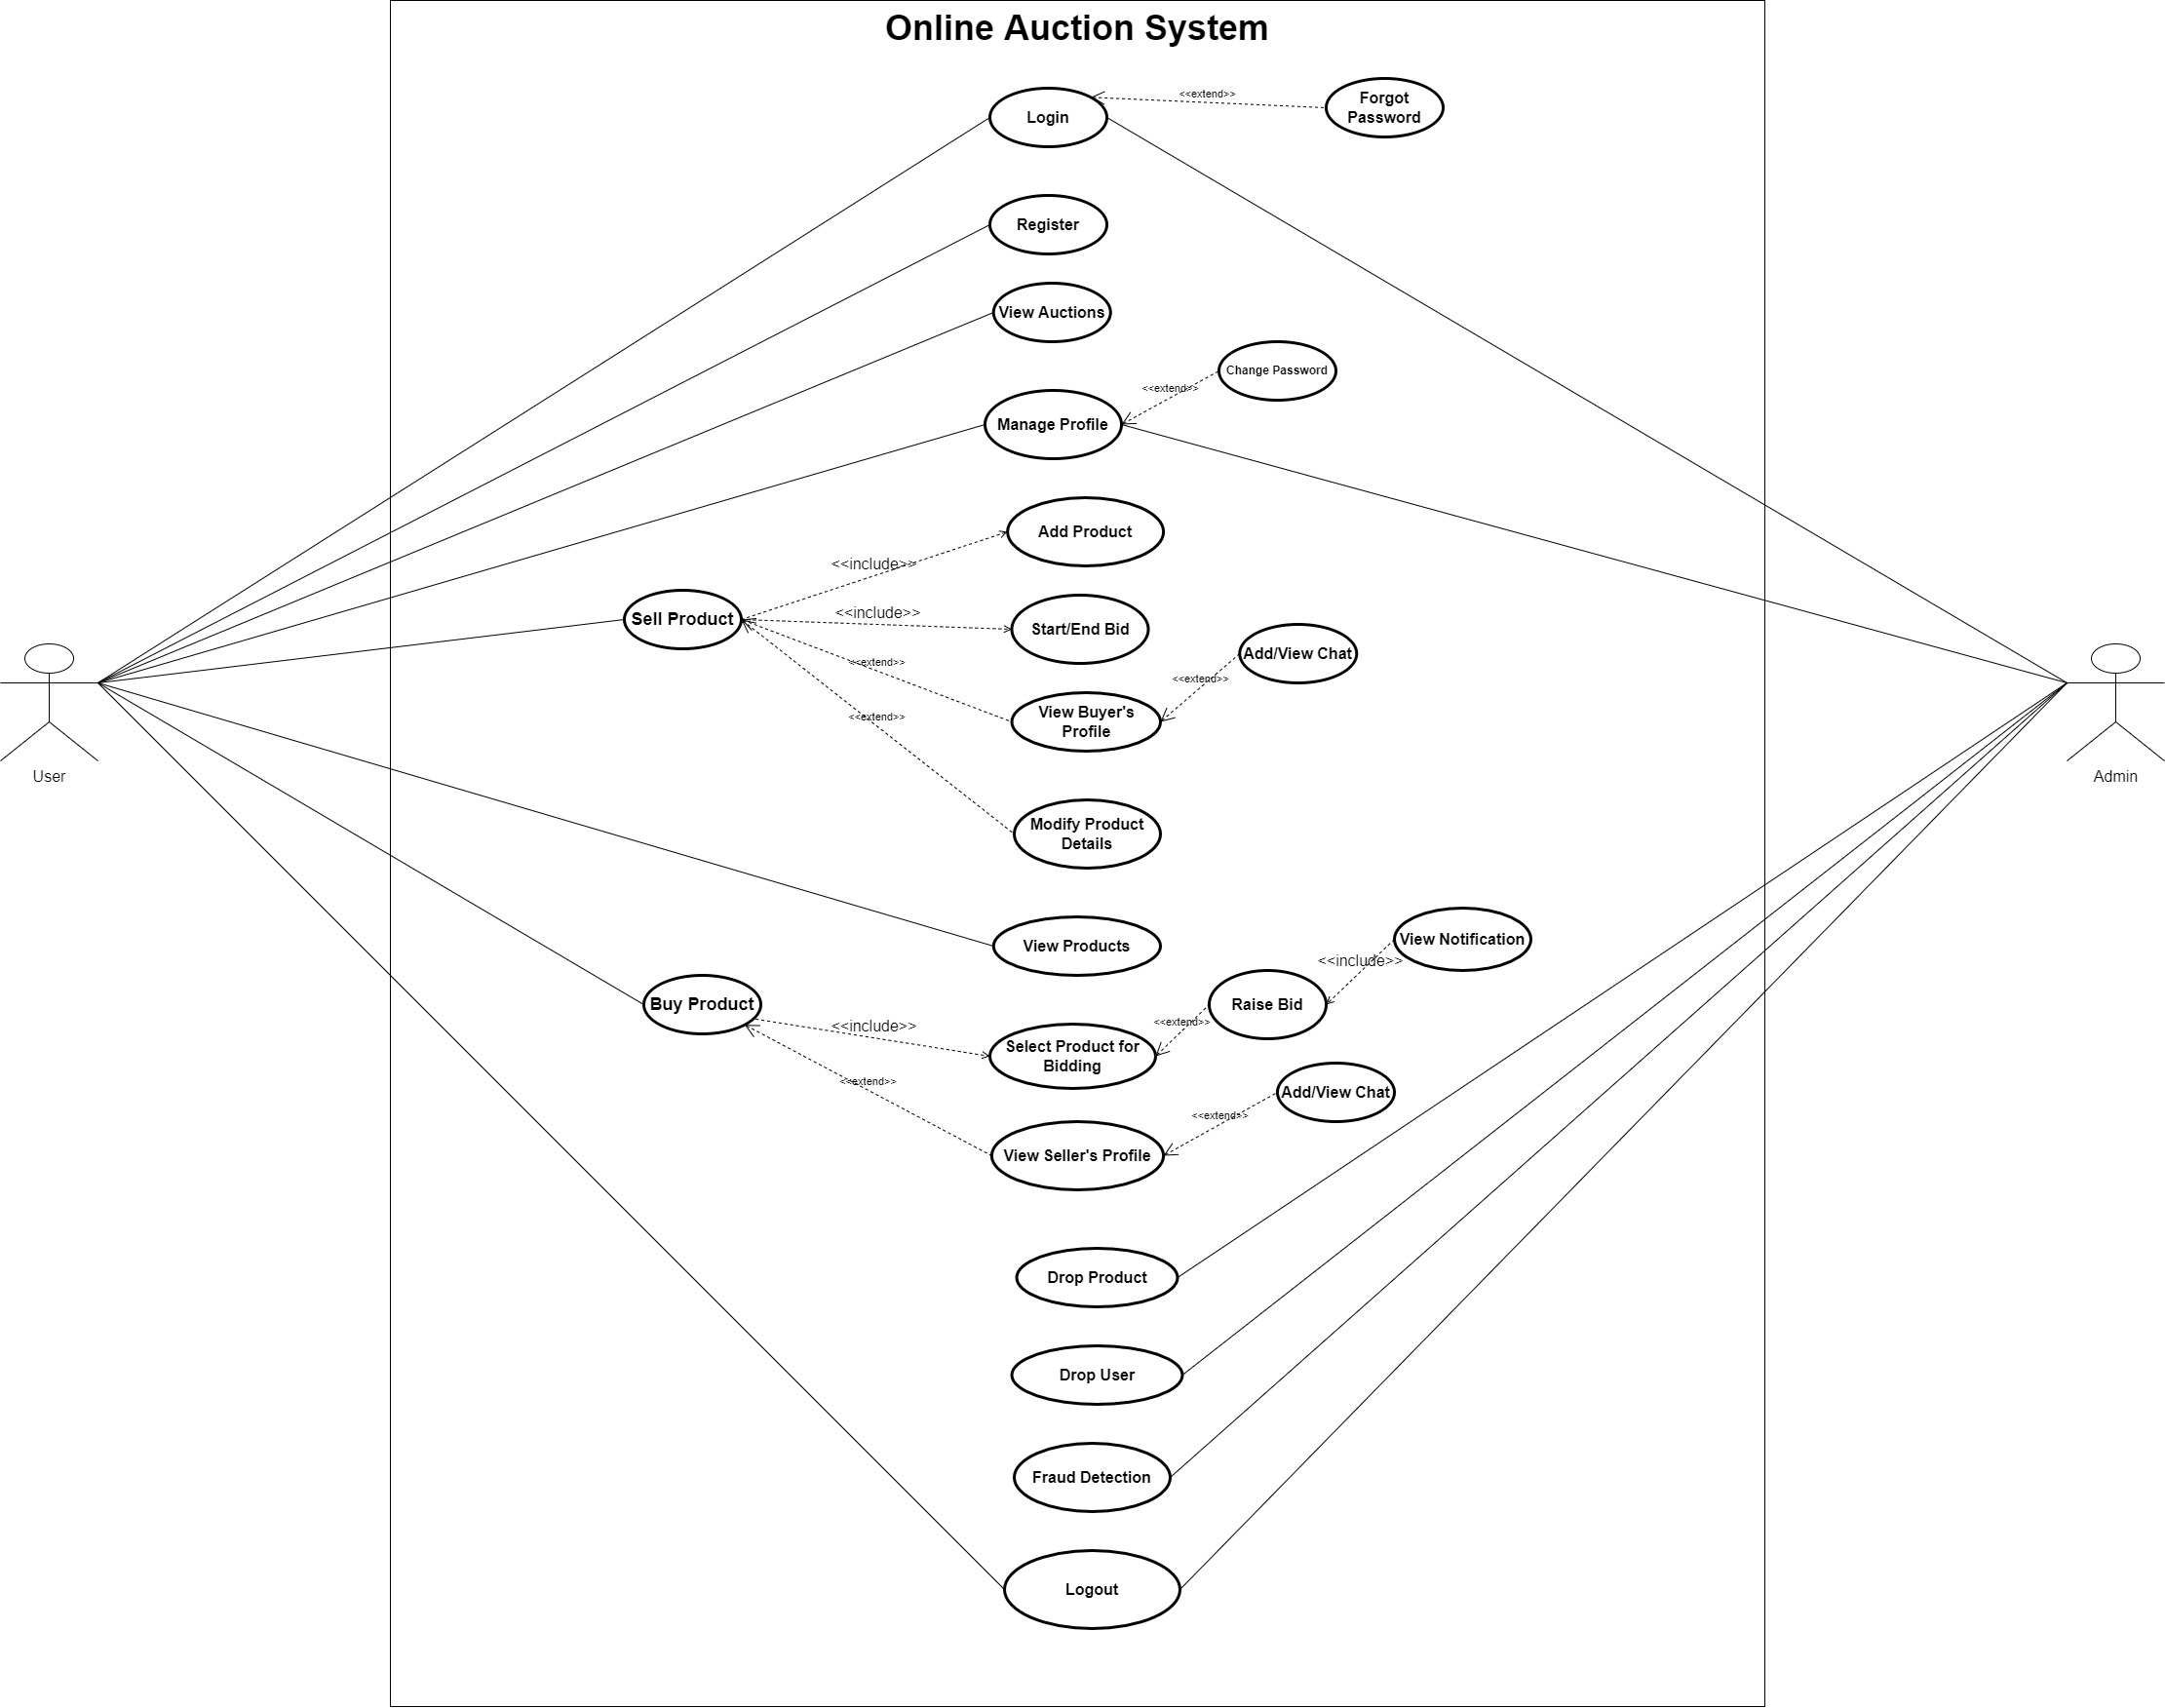 Online Auction System
Login
<<extend>>
Forgot
Password
Register
View Auctions
Change Password
<<extend>>
Manage Profile
Add Product
<<include>>
Sell Product
<<include>>
Start/End Bid
<<extend>>
Add/View Chat
<<extend>>
View Buyer's
Profile
<<extend>>
User
Admin
Modify Product
Details
View Products
View Notification
<<include>>
Buy Product
Raise Bid
<<include>>
<<extend>>
Select Product for
Bidding
<<extend>>
Add/View Chat
<<extend>>
View Seller's Profile
Drop Product
Drop User
Fraud Detection
Logout